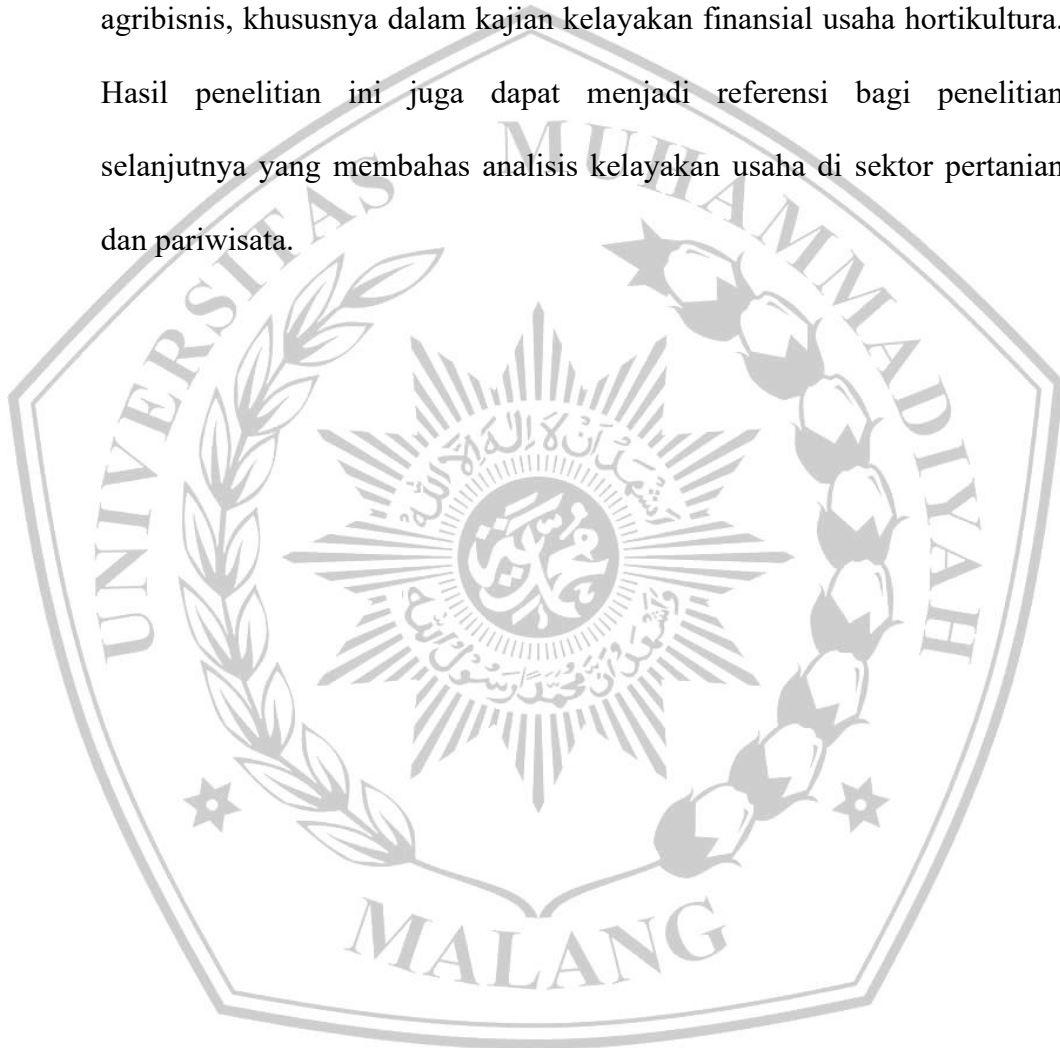 agribisnis, khususnya dalam kajian kelayakan finansial usaha hortikultura.
Hasil penelitian ini juga dapat menjadi referensi bagi penelitian
selanjutnya yang membahas analisis kelayakan usaha di sektor pertanian
dan pariwisata.
UNIVERSITAS MUHAMMADIYAH
MALANG